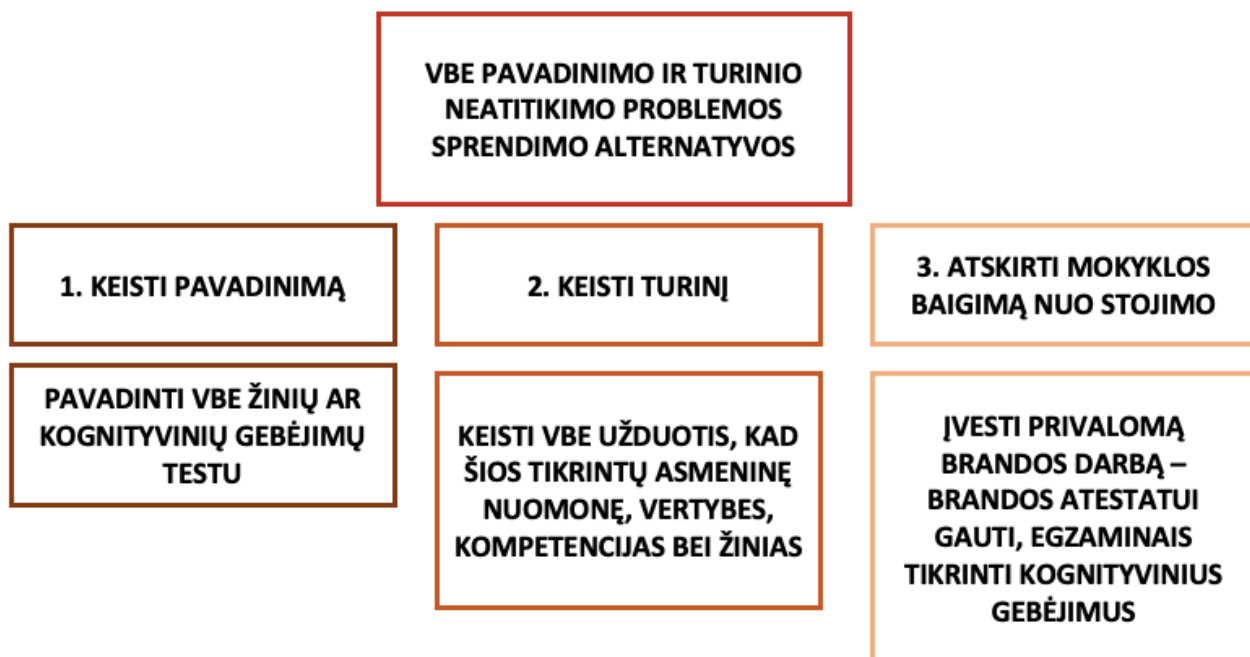 VBE PAVADINIMO IR TURINIO
NEATITIKIMO PROBLEMOS
SPRENDIMO ALTERNATYVOS
1. KEISTI PAVADINIMĄ
PAVADINTI VBE ŽINIŲ AR
KOGNITYVINIŲ GEBĖJIMŲ
TESTU
2. KEISTI TURINĮ
KEISTI VBE UŽDUOTIS, KAD
ŠIOS TIKRINTŲ ASMENINĘ
NUOMONĘ, VERTYBES,
KOMPETENCIJAS BEI ŽINIAS
3. ATSKIRTI MOKYKLOS
BAIGIMĄ NUO STOJIMO
ĮVESTI PRIVALOMĄ
BRANDOS DARBĄ –
BRANDOS ATESTATUI
GAUTI, EGZAMINAIS
TIKRINTI KOGNITYVINIUS
GEBĖJIMUS